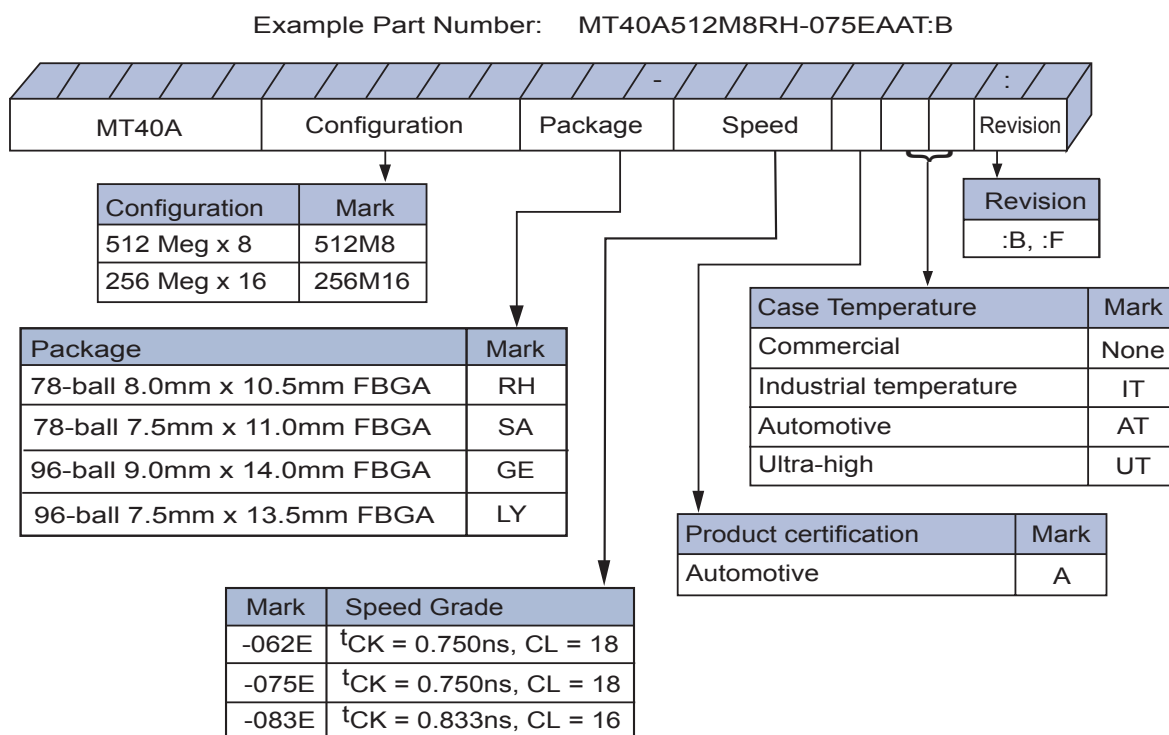 Example Part Number: MT40A512M8RH-075EAAT:B
- :
MT40A Configuration Package Speed Revision
Configuration Mark
512 Meg x 8 512M8
256 Meg x 16 256M16
Revision
:B, :F
Package Mark
78-ball 8.0mm x 10.5mm FBGA RH
78-ball 7.5mm x 11.0mm FBGA SA
96-ball 9.0mm x 14.0mm FBGA GE
96-ball 7.5mm x 13.5mm FBGA LY
Case Temperature Mark
Commercial None
Industrial temperature IT
Automotive AT
Ultra-high UT
Product certification Mark
Automotive A
Mark Speed Grade
-062E tCK = 0.750ns, CL = 18
-075E tCK = 0.750ns, CL = 18
-083E tCK = 0.833ns, CL = 16